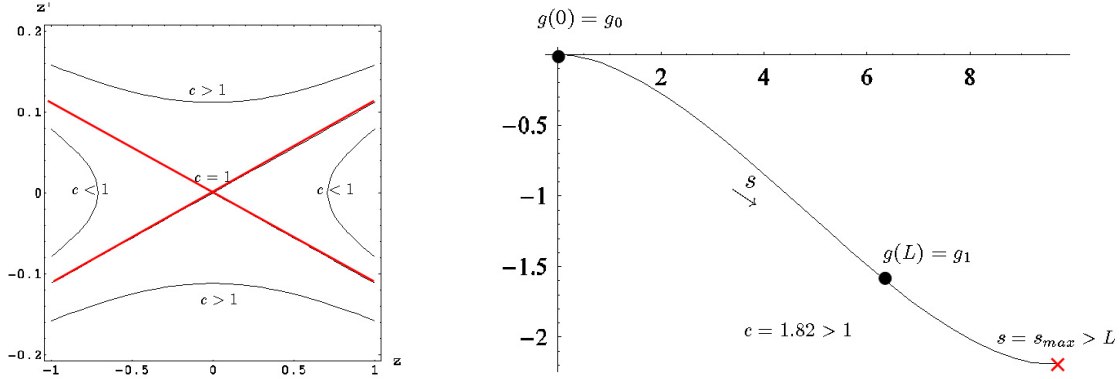 z'
0.2
0.1
0
-0.1
-0.2
-1
-0.5
0
0.5
1
z
c > 1
c = 1
c < 1
c < 1
c > 1
g(0) = g₀
2
4
6
8
-0.5
-1
-1.5
-2
s
g(L) = g₁
c = 1.82 > 1
s = s_max > L